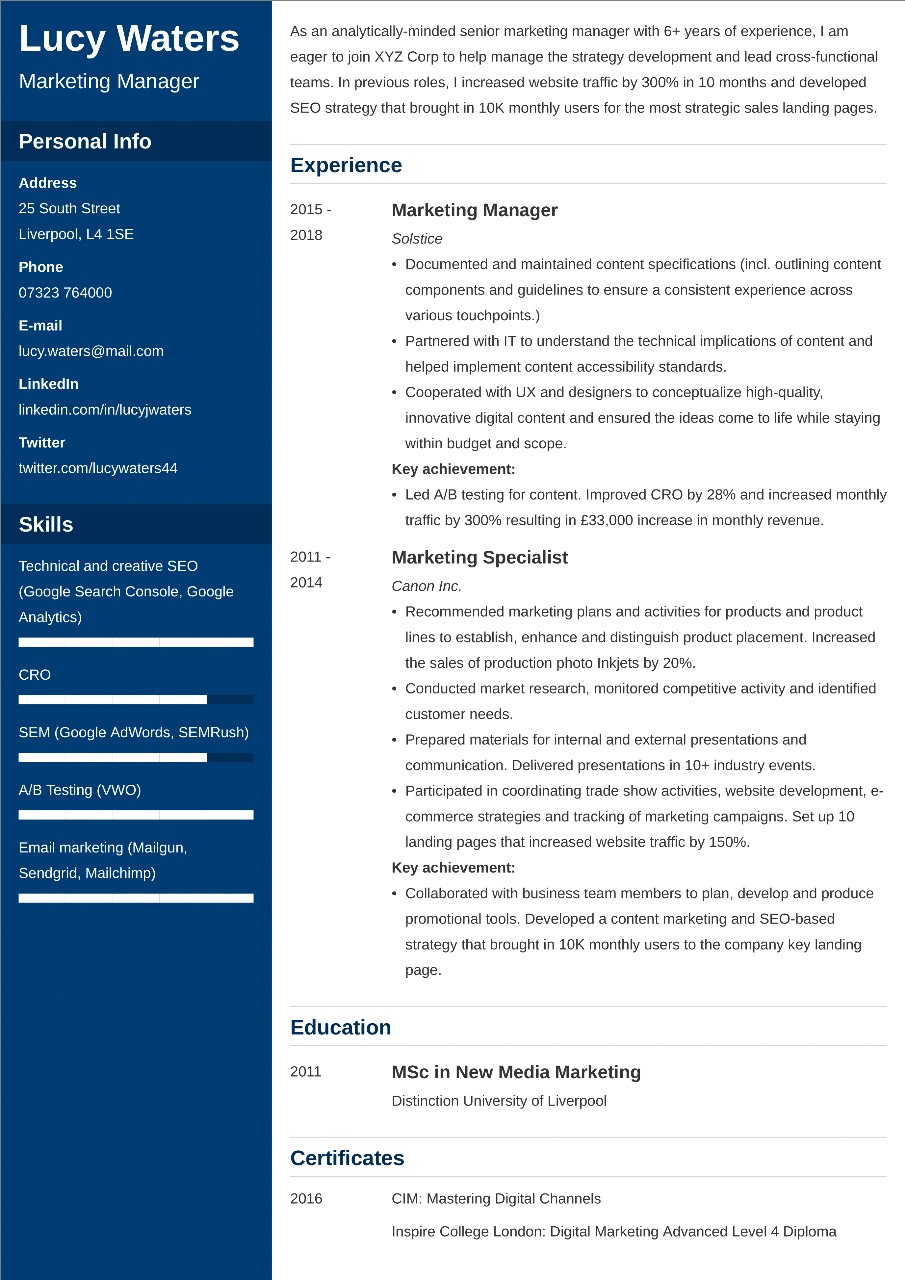 Lucy Waters
Marketing Manager
Personal Info
Address
25 South Street
Liverpool, L4 1SE
Phone
07323 764000
E-mail
lucy.waters@mail.com
LinkedIn
linkedin.com/in/lucyjwaters
Twitter
twitter.com/lucywaters44
Skills
Technical and creative SEO
(Google Search Console, Google
Analytics)
CRO
SEM (Google AdWords, SEMRush)
A/B Testing (VWO)
Email marketing (Mailgun,
Sendgrid, Mailchimp)
As an analytically-minded senior marketing manager with 6+ years of experience, I am
eager to join XYZ Corp to help manage the strategy development and lead cross-functional
teams. In previous roles, I increased website traffic by 300% in 10 months and developed
SEO strategy that brought in 10K monthly users for the most strategic sales landing pages.
Experience
2015 -
2018
Marketing Manager
Solstice
• Documented and maintained content specifications (incl. outlining content
components and guidelines to ensure a consistent experience across
various touchpoints.)
• Partnered with IT to understand the technical implications of content and
helped implement content accessibility standards.
• Cooperated with UX and designers to conceptualize high-quality,
innovative digital content and ensured the ideas come to life while staying
within budget and scope.
Key achievement:
• Led A/B testing for content. Improved CRO by 28% and increased monthly
traffic by 300% resulting in £33,000 increase in monthly revenue.
2011 -
2014
Marketing Specialist
Canon Inc.
• Recommended marketing plans and activities for products and product
lines to establish, enhance and distinguish product placement. Increased
the sales of production photo Inkjets by 20%.
• Conducted market research, monitored competitive activity and identified
customer needs.
• Prepared materials for internal and external presentations and
communication. Delivered presentations in 10+ industry events.
• Participated in coordinating trade show activities, website development, e-
commerce strategies and tracking of marketing campaigns. Set up 10
landing pages that increased website traffic by 150%.
Key achievement:
• Collaborated with business team members to plan, develop and produce
promotional tools. Developed a content marketing and SEO-based
strategy that brought in 10K monthly users to the company key landing
page.
Education
2011
MSc in New Media Marketing
Distinction University of Liverpool
Certificates
2016
CIM: Mastering Digital Channels
Inspire College London: Digital Marketing Advanced Level 4 Diploma